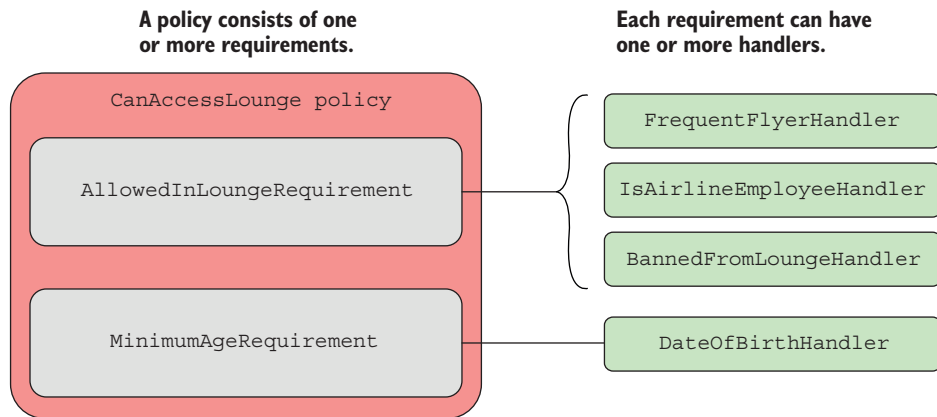 A policy consists of one
or more requirements.
Each requirement can have
one or more handlers.
CanAccessLounge policy
AllowedInLoungeRequirement
MinimumAgeRequirement
FrequentFlyerHandler
IsAirlineEmployeeHandler
BannedFromLoungeHandler
DateOfBirthHandler